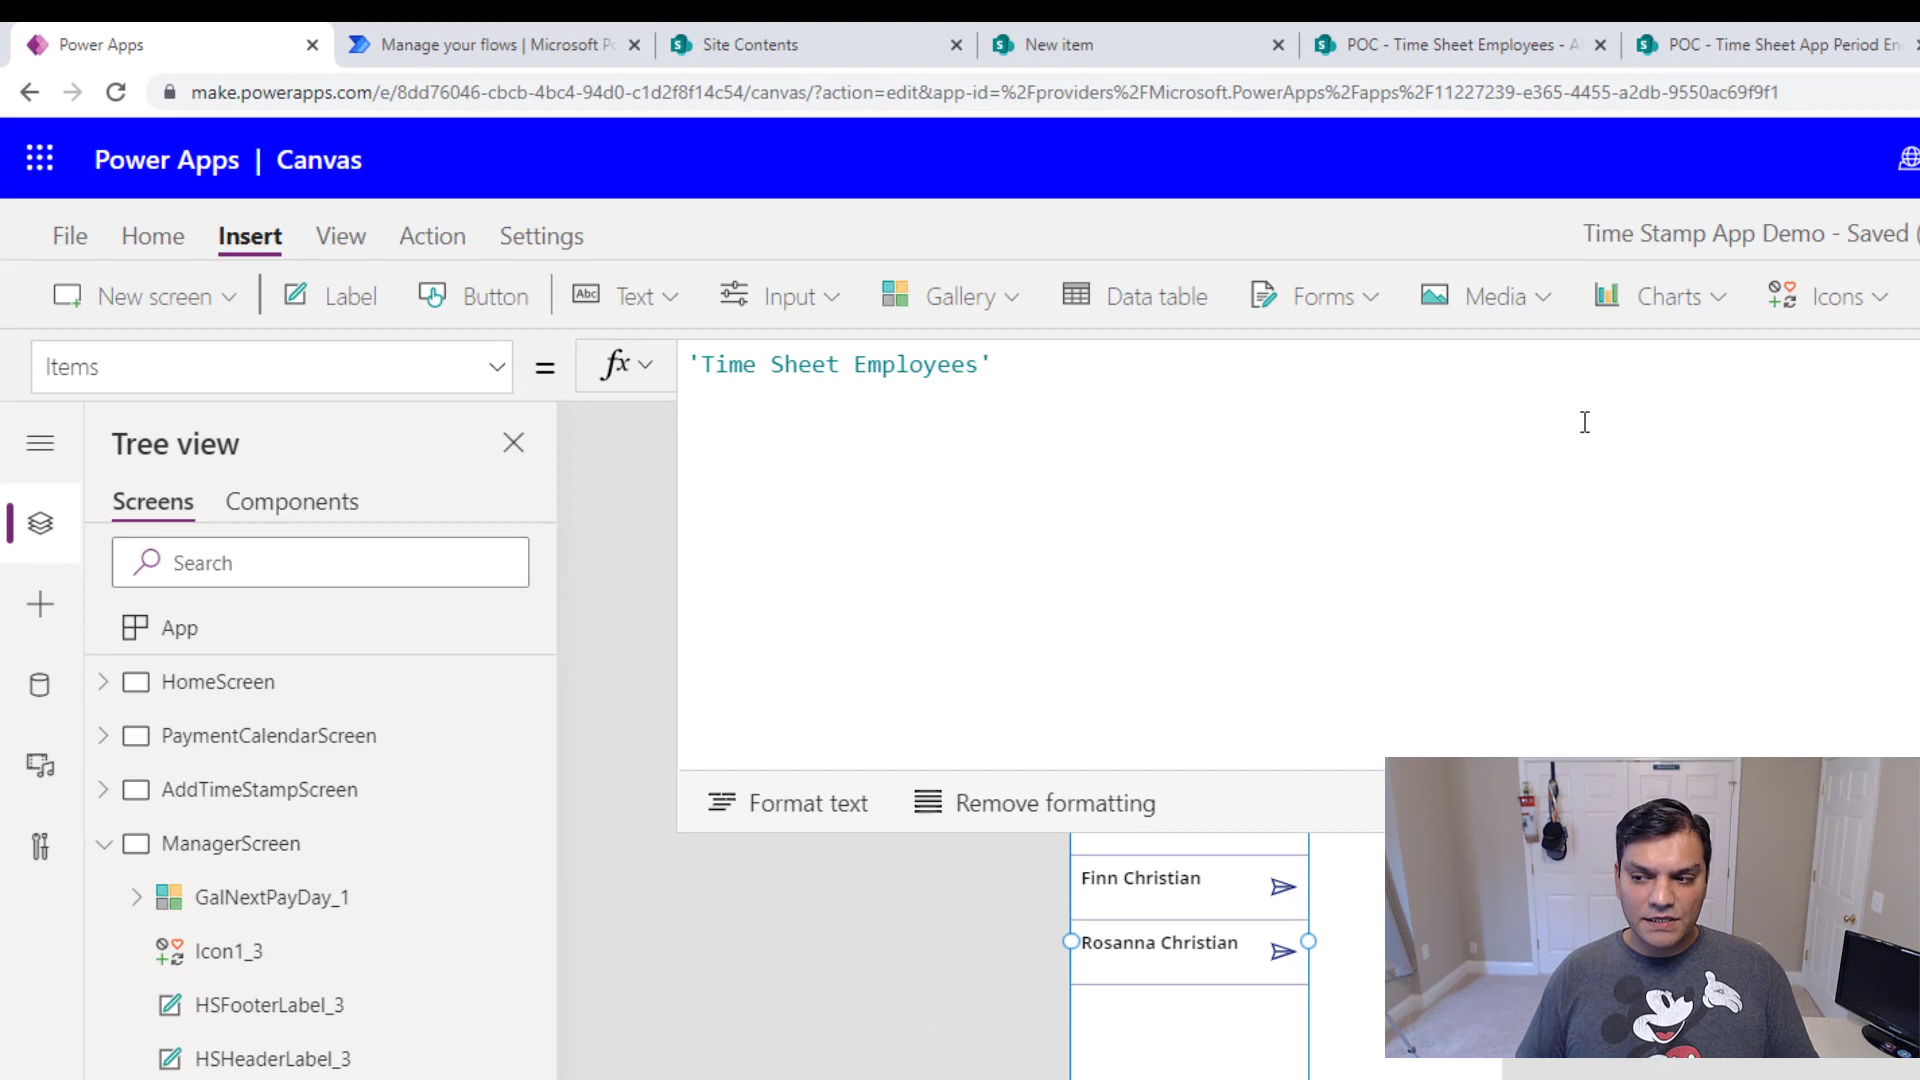 Power Apps
Manage your flows | Microsoft Po
Site Contents
New item
POC - Time Sheet Employees - A
POC - Time Sheet App Period En
make.powerapps.com/e/8dd76046-cbcb-4bc4-94d0-c1d2f8f14c54/canvas/?action=edit&app-id=%2Fproviders%2FMicrosoft.PowerApps%2Fapps%2F11227239-e365-4455-a2db-9550ac69f9f1
Power Apps | Canvas
File Home Insert View Action Settings
Time Stamp App Demo - Saved (
New screen Label Button Text Input Gallery Data table Forms Media Charts Icons
Items = fx 'Time Sheet Employees'
Tree view
Screens Components
Search
App
HomeScreen
PaymentCalendarScreen
AddTimeStampScreen
Format text Remove formatting
ManagerScreen
Finn Christian
GalNextPayDay_1
Rosanna Christian
Icon1_3
HSFooterLabel_3
HSHeaderLabel_3